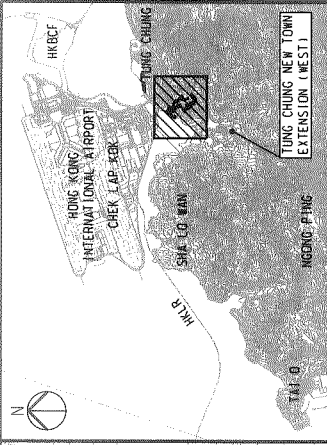 N
HKBCF
HONG KONG
INTERNATIONAL AIRPORT
CHEK LAP KOK
TUNG CHUNG
HKLR
SHA LO WAN
TUNG CHUNG NEW TOWN
EXTENSION (WEST)
NGONG PING
TAI O